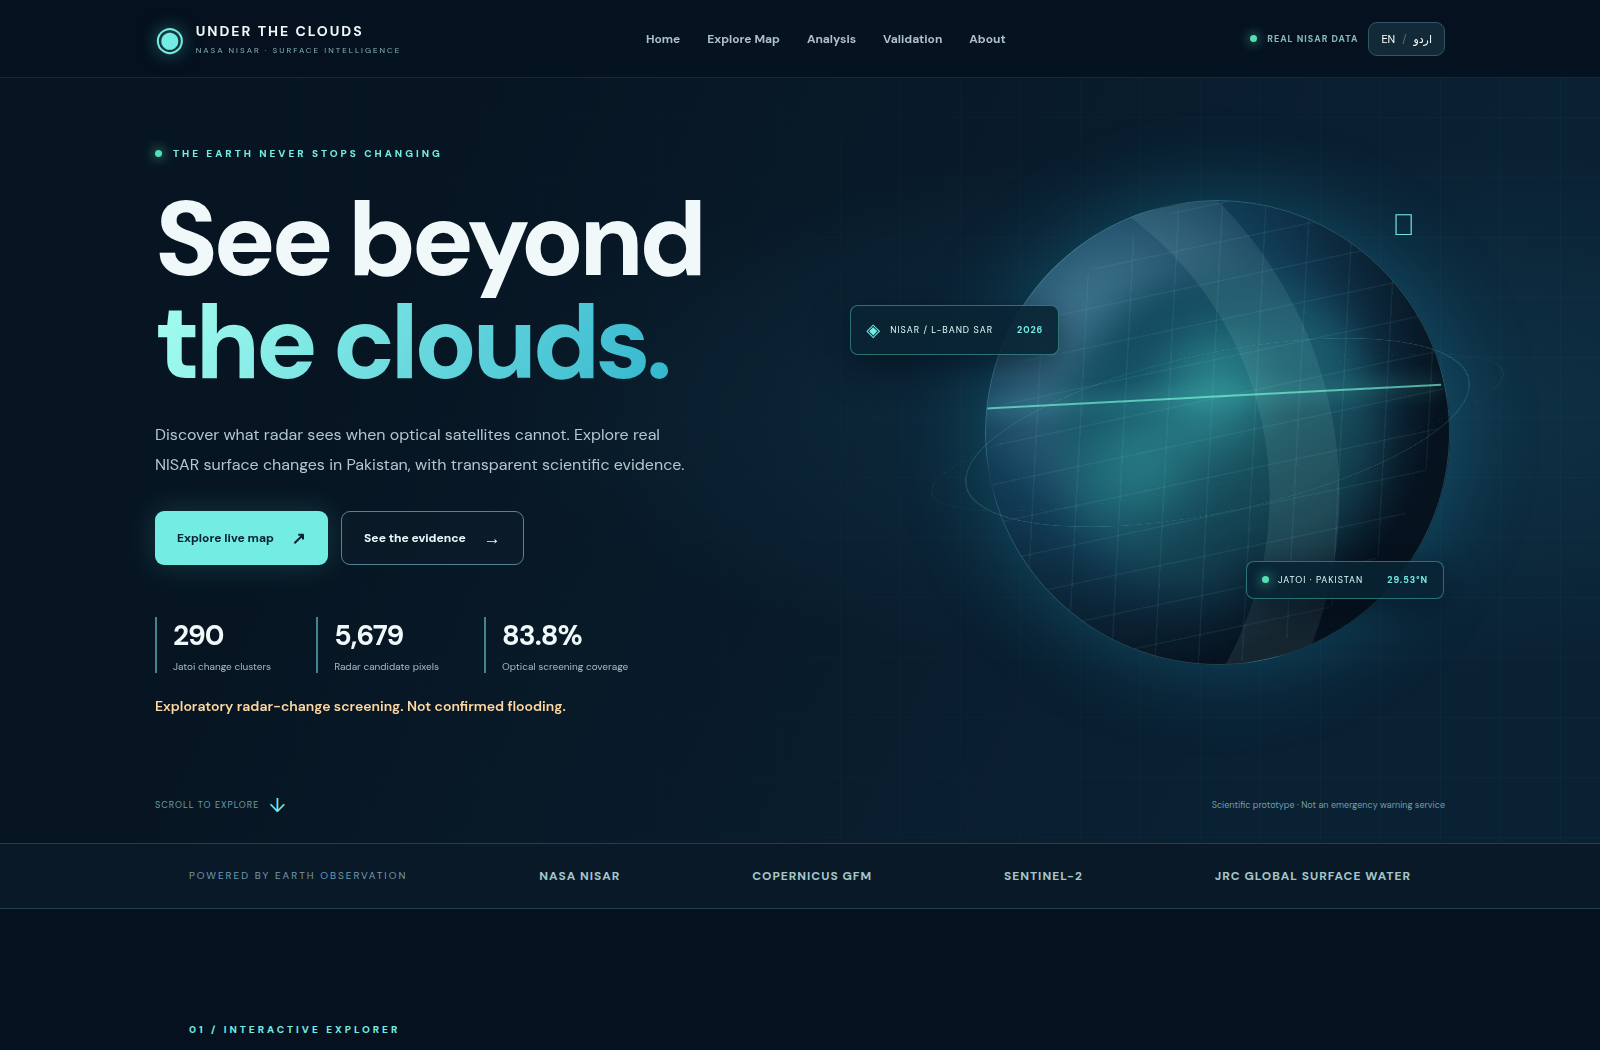 UNDER THE CLOUDS
NASA NISAR · SURFACE INTELLIGENCE
Home
Explore Map
Analysis
Validation
About
REAL NISAR DATA
EN / اردو
THE EARTH NEVER STOPS CHANGING
See beyond
the clouds.
Discover what radar sees when optical satellites cannot. Explore real
NISAR surface changes in Pakistan, with transparent scientific evidence.
Explore live map ↗
See the evidence →
290
Jatoi change clusters
5,679
Radar candidate pixels
83.8%
Optical screening coverage
Exploratory radar-change screening. Not confirmed flooding.
NISAR / L-BAND SAR 2026
JATOI · PAKISTAN 29.53°N
SCROLL TO EXPLORE ↓
Scientific prototype · Not an emergency warning service
POWERED BY EARTH OBSERVATION
NASA NISAR
COPERNICUS GFM
SENTINEL-2
JRC GLOBAL SURFACE WATER
01 / INTERACTIVE EXPLORER